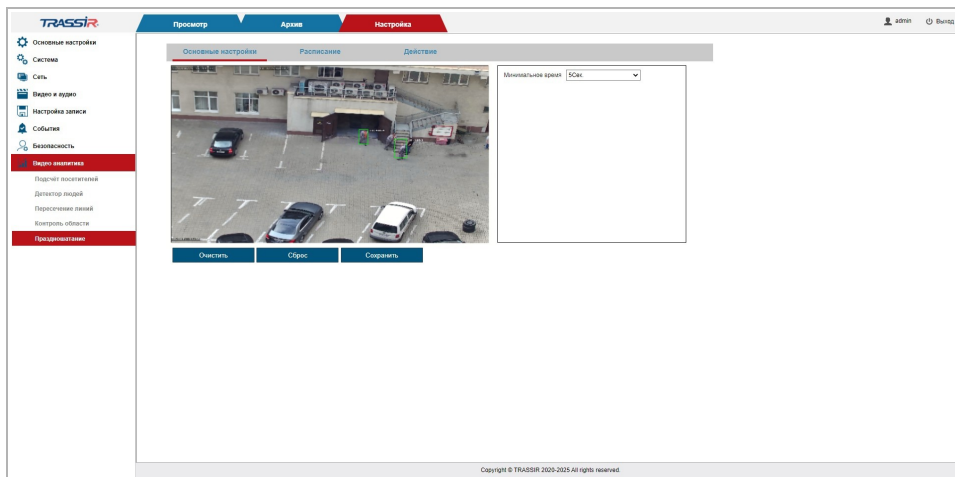 TRASSIR
Просмотр
Архив
Настройка
admin
Выход
Основные настройки
Система
Сеть
Видео и аудио
Настройка записи
События
Безопасность
Видео аналитика
Подсчёт посетителей
Детектор людей
Пересечение линий
Контроль области
Праздношатание
Основные настройки
Расписание
Действие
Минимальное время
5Сек.
Очистить
Сброс
Сохранить
Copyright © TRASSIR 2020-2025 All rights reserved.